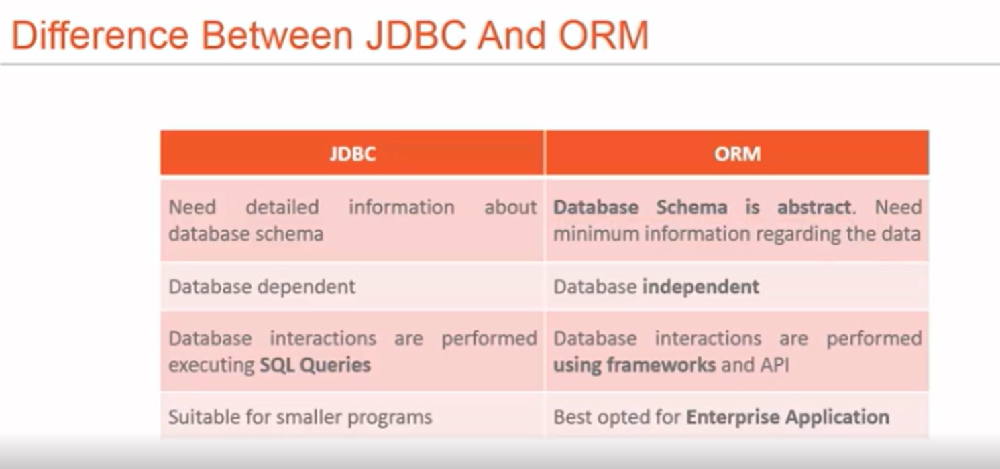 Difference Between JDBC And ORM
JDBC
ORM
Need detailed information about
database schema
Database Schema is abstract. Need
minimum information regarding the data
Database dependent
Database independent
Database interactions are performed
executing SQL Queries
Database interactions are performed
using frameworks and API
Suitable for smaller programs
Best opted for Enterprise Application